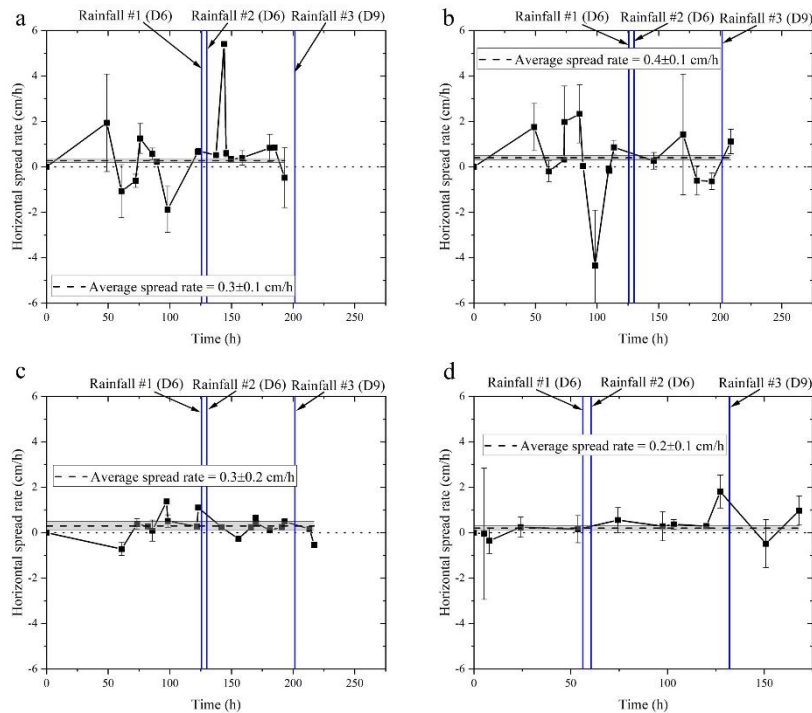 a
Rainfall #1 (D6)
Rainfall #2 (D6)
Rainfall #3 (D9)
Horizontal spread rate (cm/h)
6
4
2
0
-2
-4
-6
Average spread rate = 0.3±0.1 cm/h
0
50
100
150
200
250
Time (h)
b
Rainfall #1 (D6)
Rainfall #2 (D6)
Rainfall #3 (D9)
Horizontal spread rate (cm/h)
6
4
2
0
-2
-4
-6
Average spread rate = 0.4±0.1 cm/h
0
50
100
150
200
250
Time (h)
c
Rainfall #1 (D6)
Rainfall #2 (D6)
Rainfall #3 (D9)
Horizontal spread rate (cm/h)
6
4
2
0
-2
-4
-6
Average spread rate = 0.3±0.2 cm/h
0
50
100
150
200
250
Time (h)
d
Rainfall #1 (D6)
Rainfall #2 (D6)
Rainfall #3 (D9)
Horizontal spread rate (cm/h)
6
4
2
0
-2
-4
-6
Average spread rate = 0.2±0.1 cm/h
0
50
100
150
Time (h)